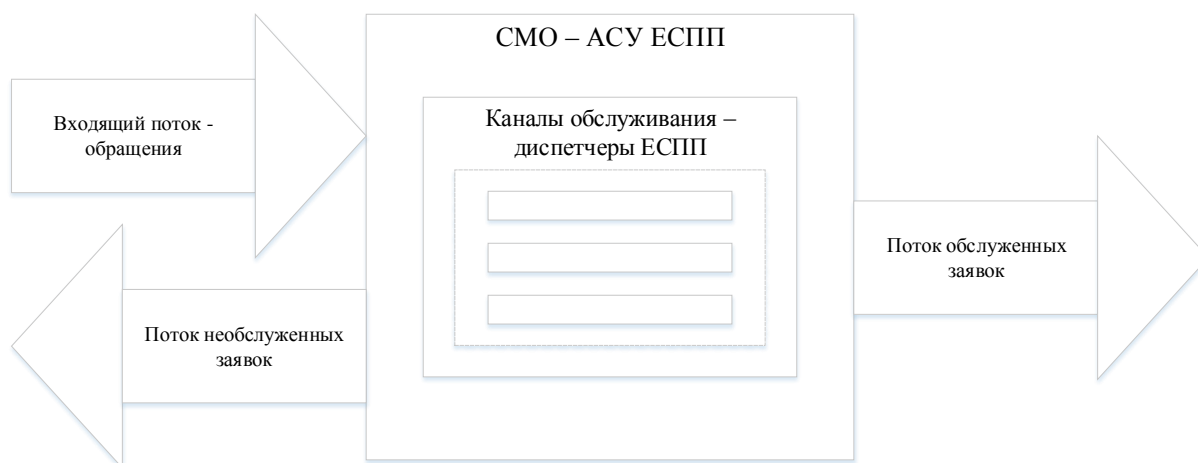 СМО – АСУ ЕСПП
Входящий поток -
обращения
Каналы обслуживания –
диспетчеры ЕСПП
Поток обслуженных
заявок
Поток необслуженных
заявок